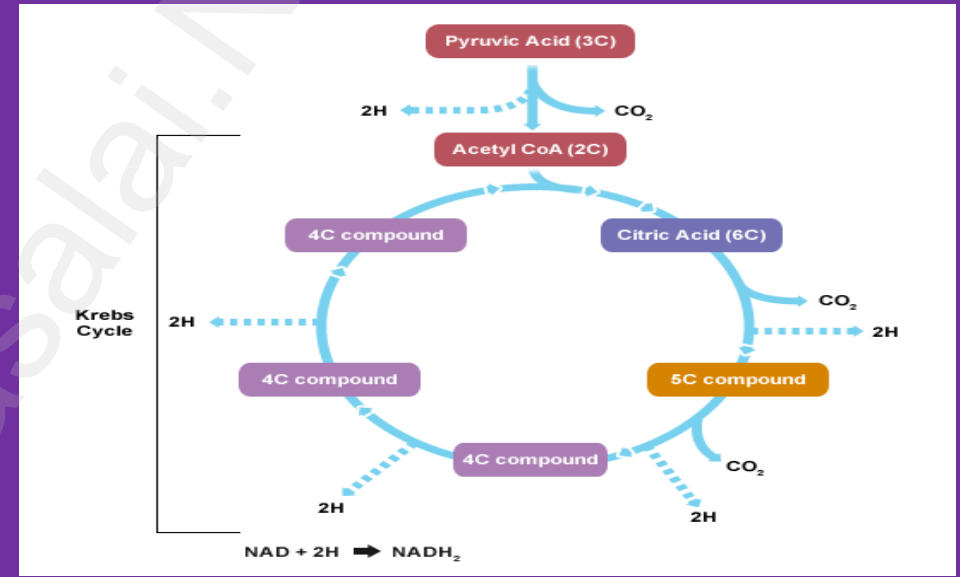 Pyruvic Acid (3C)
2H
CO₂
Acetyl CoA (2C)
4C compound
Citric Acid (6C)
CO₂
Krebs
Cycle
2H
2H
4C compound
5C compound
4C compound
CO₂
2H
2H
NAD + 2H ➡ NADH₂